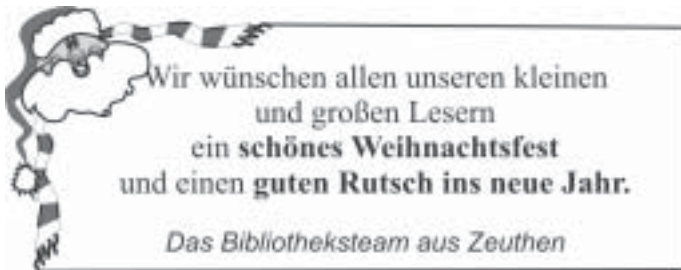 Wir wünschen allen unseren kleinen
und großen Lesern
ein schönes Weihnachtsfest
und einen guten Rutsch ins neue Jahr.
Das Bibliotheksteam aus Zeuthen